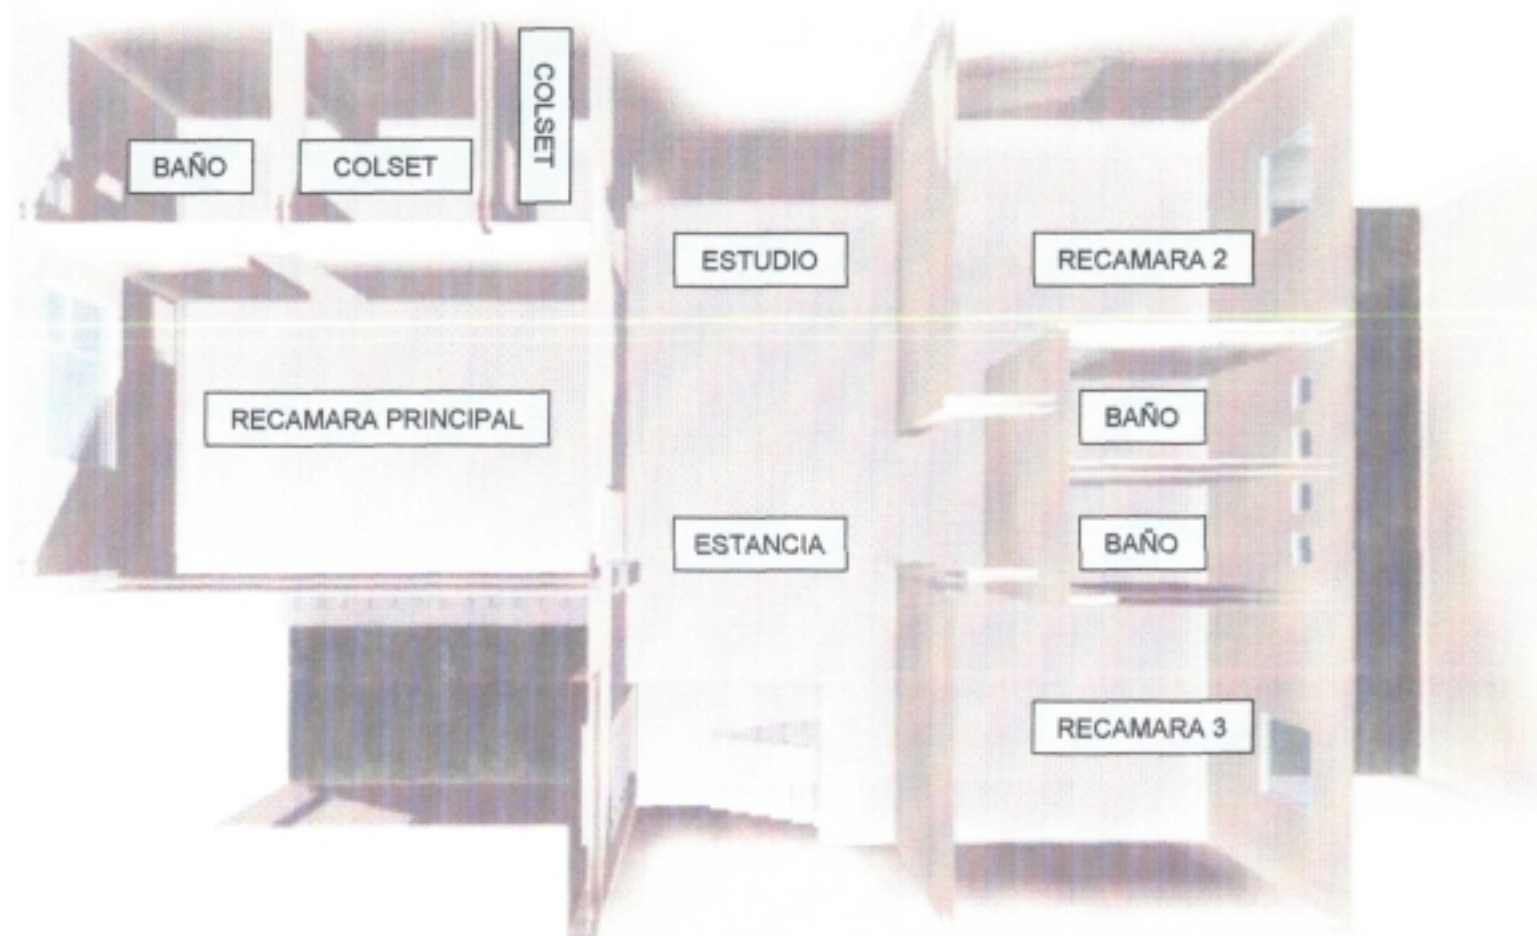 BAÑO
COLSET
COLSET
ESTUDIO
RECAMARA 2
RECAMARA PRINCIPAL
BAÑO
ESTANCIA
BAÑO
RECAMARA 3